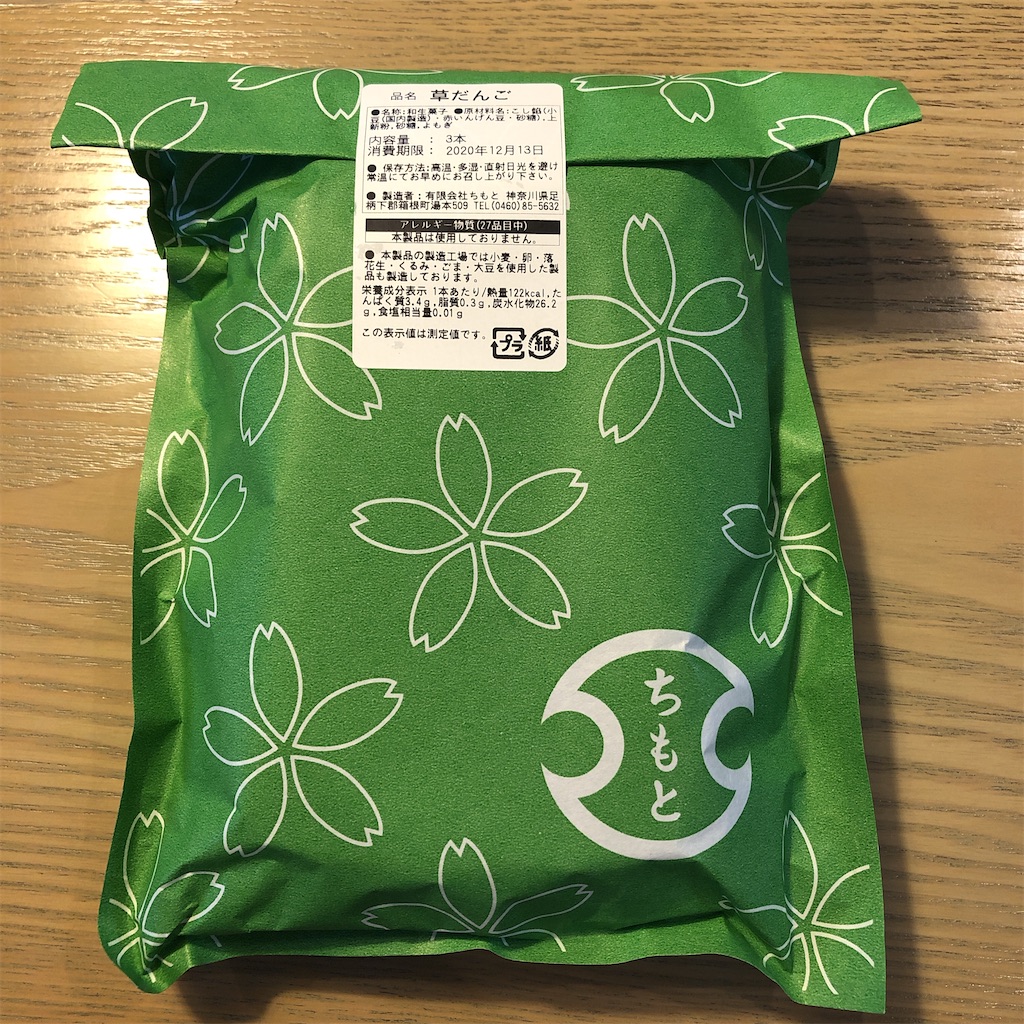 品名 草だんご
●名称:和生菓子 ●原材料名:こし餡(小
豆(国内製造)・赤いんげん豆・砂糖),上
新粉,砂糖,よもぎ
内容量 : 3本
消費期限 : 2020年12月13日
● 保存方法:高温・多湿・直射日光を避け
常温にてお早めにお召し上がり下さい。
● 製造者:有限会社ちもと 神奈川県足
柄下郡箱根町湯本509 TEL(0460)85-5632
アレルギー物質(27品目中)
本製品は使用しておりません。
● 本製品の製造工場では小麦・卵・落
花生・くるみ・ごま・大豆を使用した製
品も製造しております。
栄養成分表示 1本あたり/熱量122kcal,た
んぱく質3.4g,脂質0.3g,炭水化物26.2
g,食塩相当量0.01g
この表示値は測定値です。
プラ 紙
ちもと